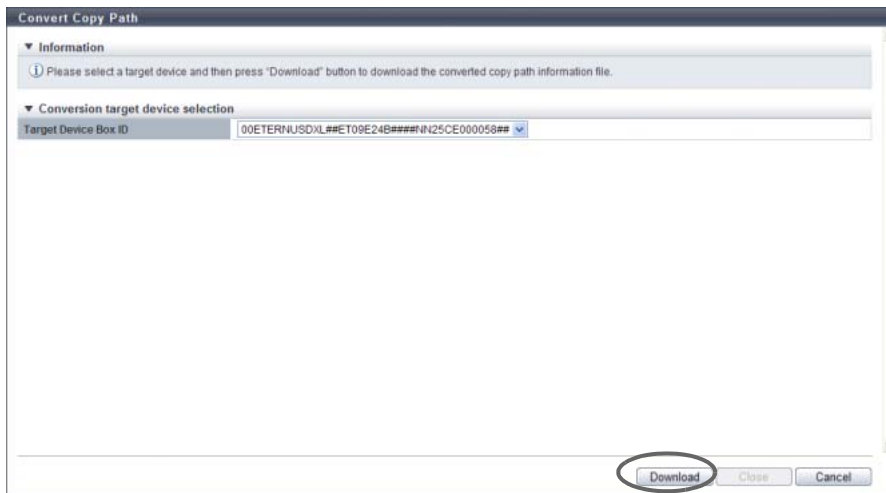 Convert Copy Path
Information
Please select a target device and then press "Download" button to download the converted copy path information file.
Conversion target device selection
Target Device Box ID 00ETERNUSDXL##ET09E24B####NN25CE000058##
Download Close Cancel